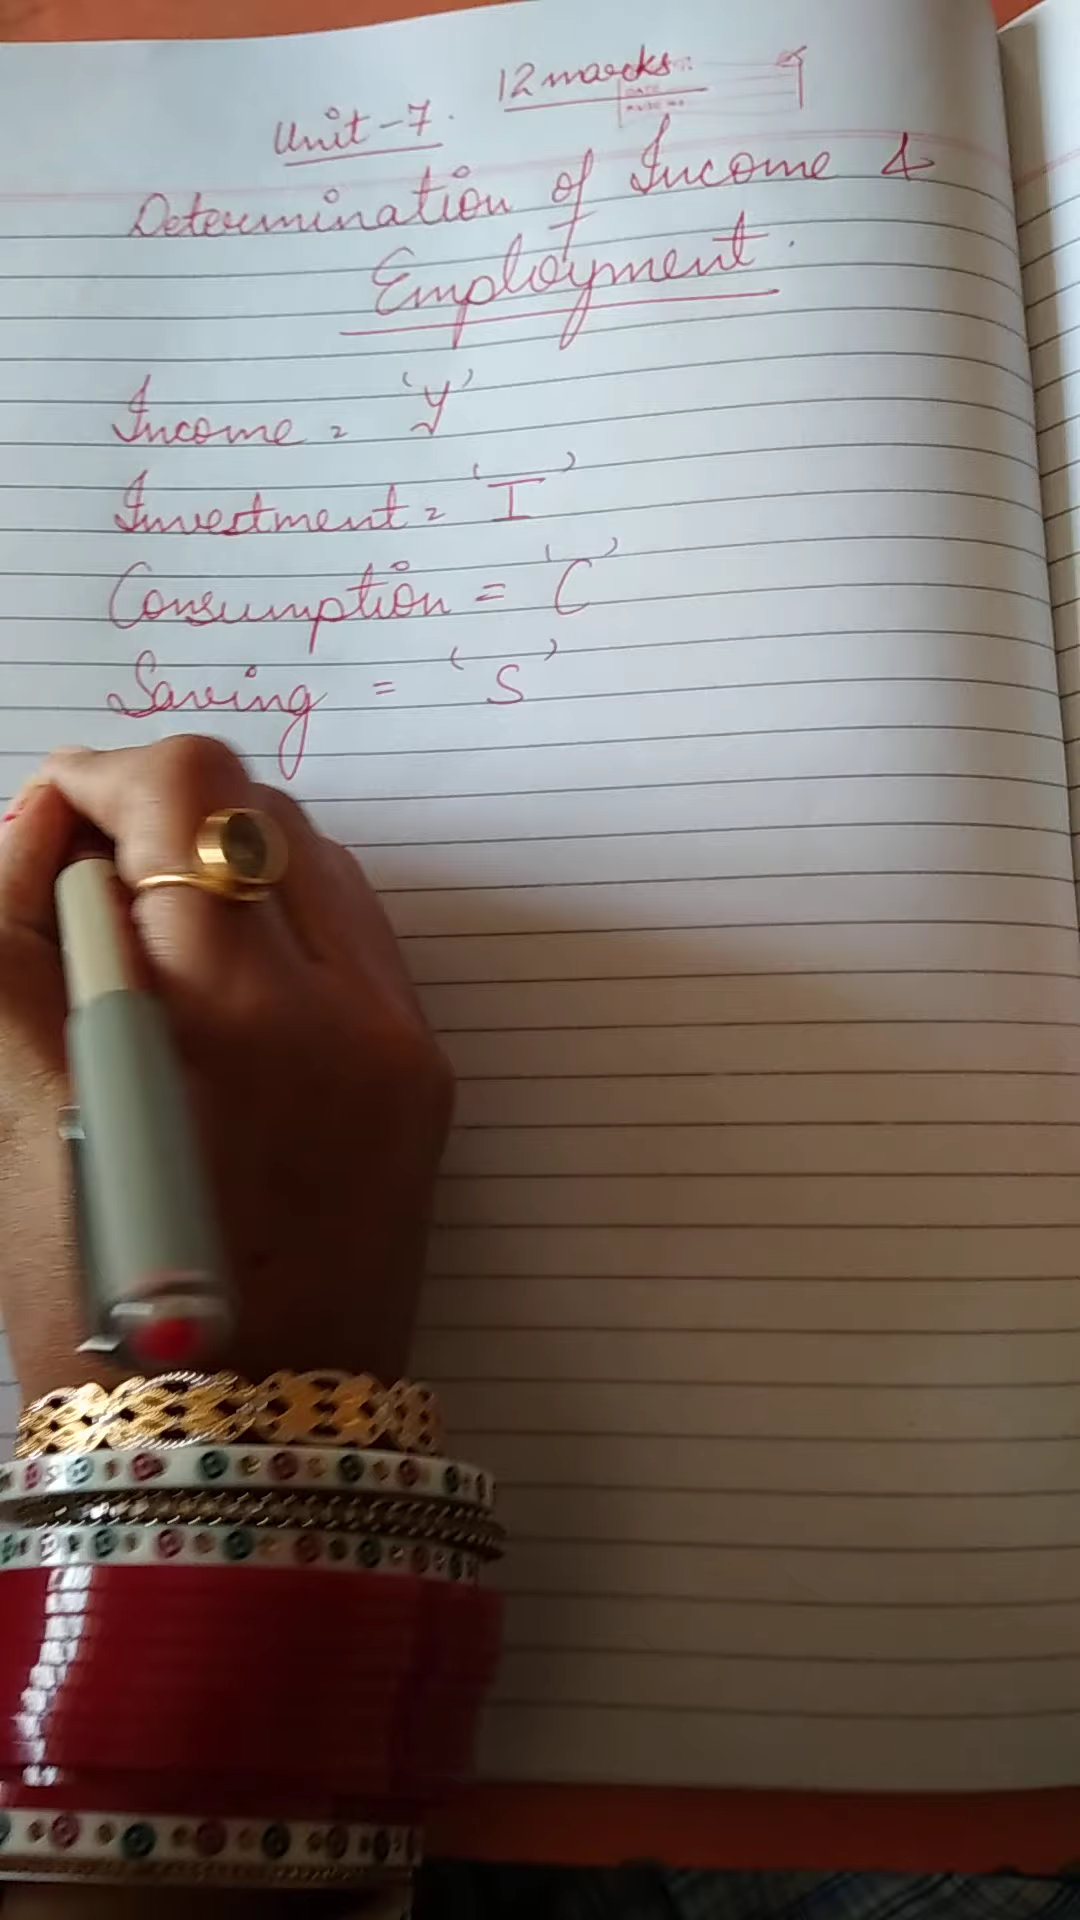 12 marks.
Unit-7.
Determination of Income &
Employment.
Income = 'Y'
Investment = 'I'
Consumption = 'C'
Saving = 'S'